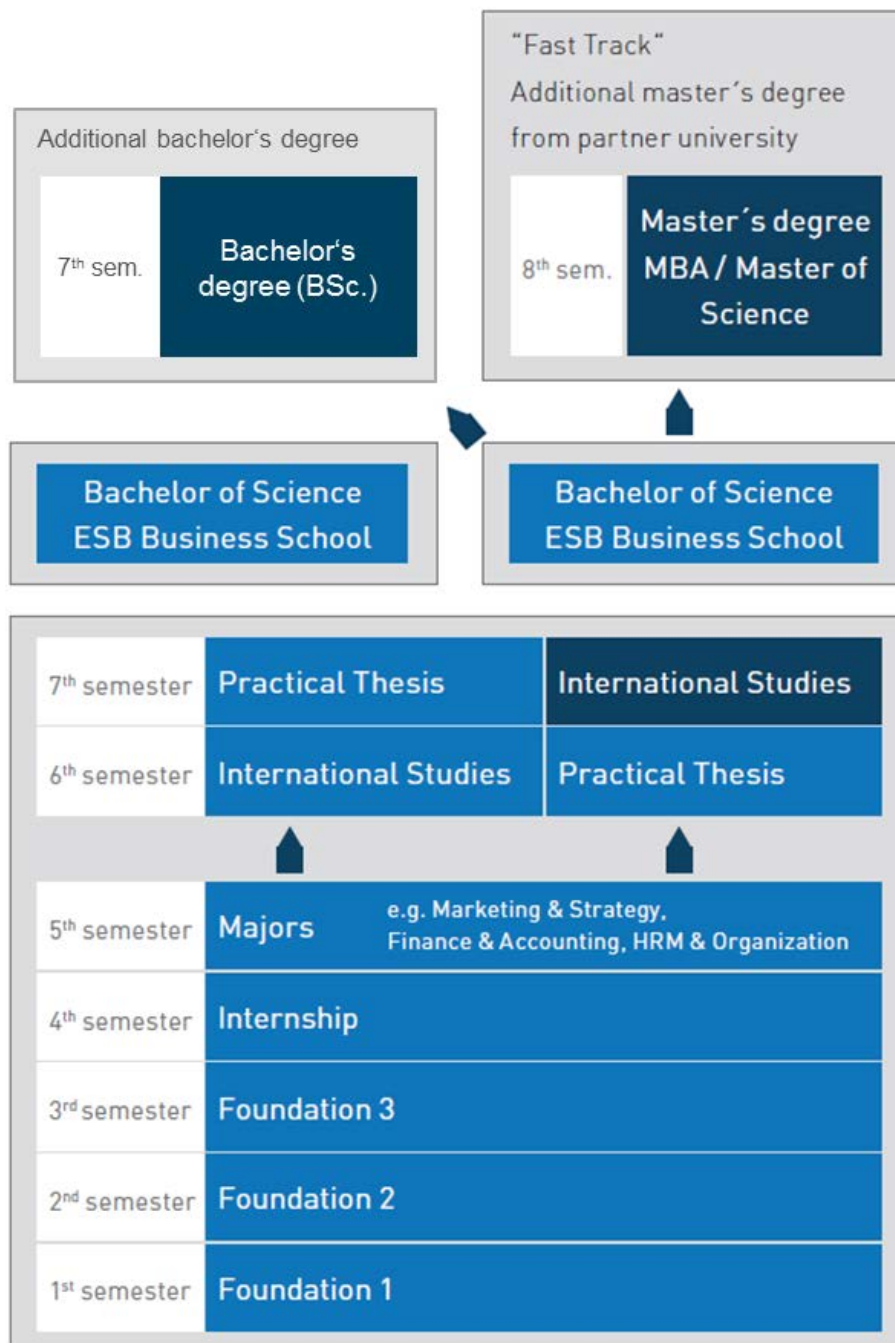 “Fast Track“
Additional master´s degree
from partner university
8th sem.
Master´s degree
MBA / Master of
Science
Additional bachelor‘s degree
7th sem.
Bachelor‘s
degree (BSc.)
Bachelor of Science
ESB Business School
Bachelor of Science
ESB Business School
7th semester
Practical Thesis
International Studies
6th semester
International Studies
Practical Thesis
5th semester
Majors
e.g. Marketing & Strategy,
Finance & Accounting, HRM & Organization
4th semester
Internship
3rd semester
Foundation 3
2nd semester
Foundation 2
1st semester
Foundation 1